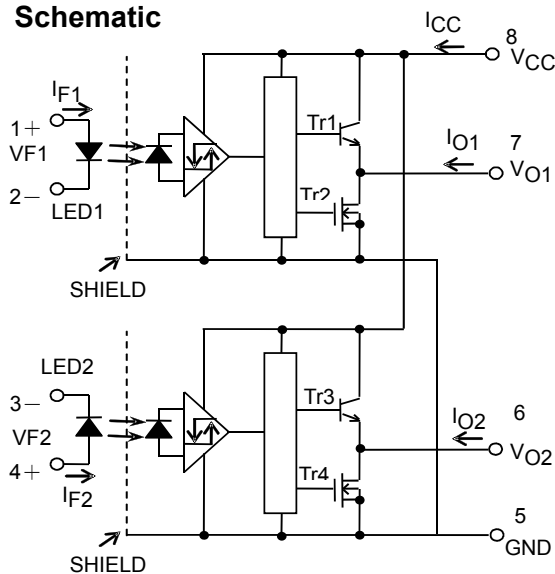 Schematic
ICC
8
VCC
IF1
1+
VF1
2-
LED1
Tr1
Tr2
IO1
7
VO1
SHIELD
LED2
3-
VF2
4+
IF2
Tr3
Tr4
IO2
6
VO2
5
GND
SHIELD